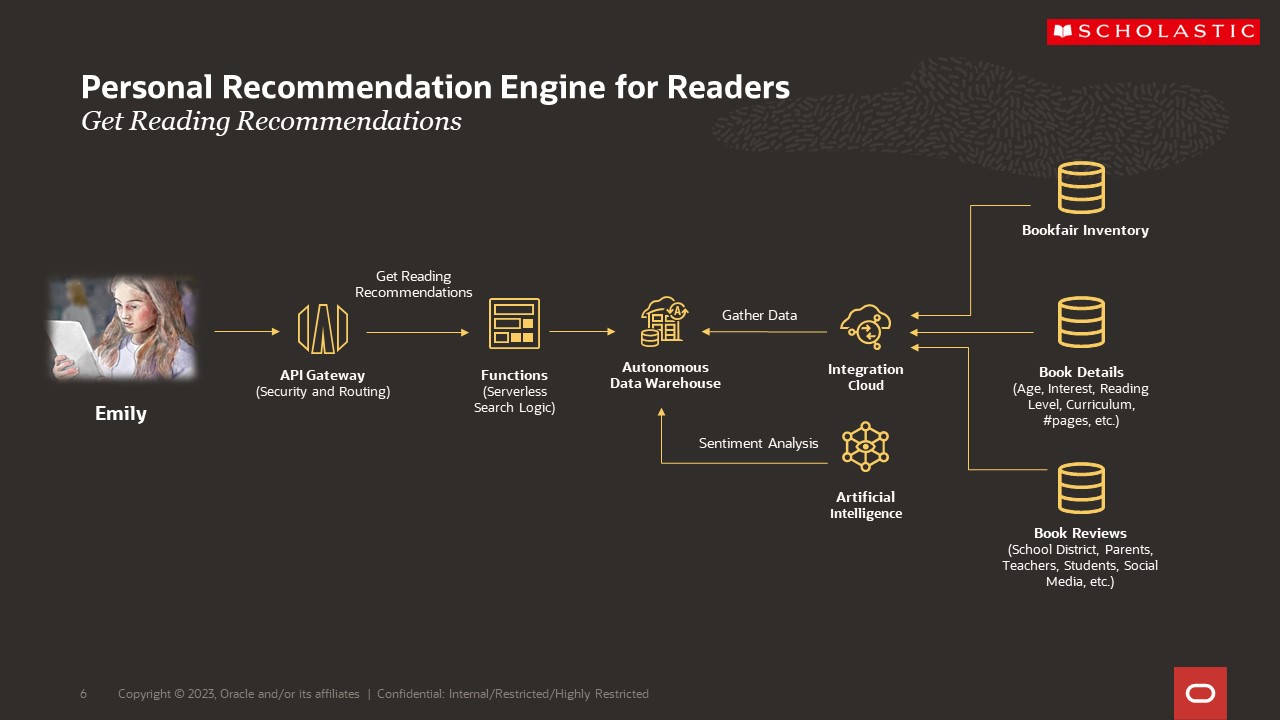 SCHOLASTIC
Personal Recommendation Engine for Readers
Get Reading Recommendations
Emily
API Gateway
(Security and Routing)
Get Reading
Recommendations
Functions
(Serverless
Search Logic)
Autonomous
Data Warehouse
Gather Data
Integration
Cloud
Sentiment Analysis
Artificial
Intelligence
Bookfair Inventory
Book Details
(Age, Interest, Reading
Level, Curriculum,
#pages, etc.)
Book Reviews
(School District, Parents,
Teachers, Students, Social
Media, etc.)
6 Copyright © 2023, Oracle and/or its affiliates | Confidential: Internal/Restricted/Highly Restricted